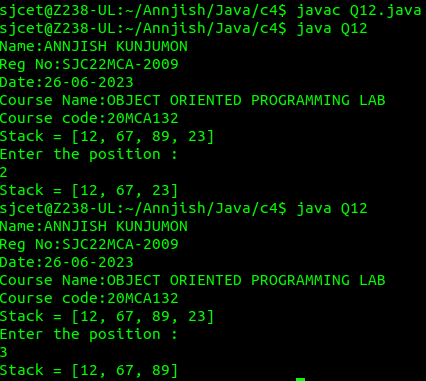 sjcet@Z238-UL:~/Annjish/Java/c4$ javac Q12.java
sjcet@Z238-UL:~/Annjish/Java/c4$ java Q12
Name:ANNJISH KUNJUMON
Reg No:SJC22MCA-2009
Date:26-06-2023
Course Name:OBJECT ORIENTED PROGRAMMING LAB
Course code:20MCA132
Stack = [12, 67, 89, 23]
Enter the position :
2
Stack = [12, 67, 23]
sjcet@Z238-UL:~/Annjish/Java/c4$ java Q12
Name:ANNJISH KUNJUMON
Reg No:SJC22MCA-2009
Date:26-06-2023
Course Name:OBJECT ORIENTED PROGRAMMING LAB
Course code:20MCA132
Stack = [12, 67, 89, 23]
Enter the position :
3
Stack = [12, 67, 89]